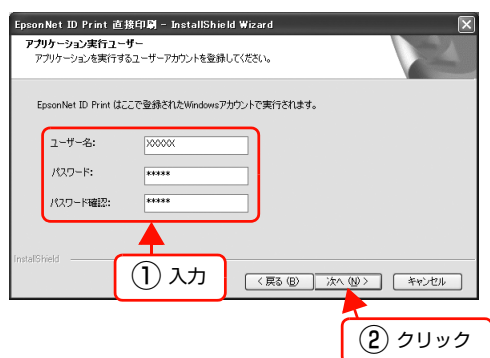 EpsonNet ID Print 直接印刷 - InstallShield Wizard
アプリケーション実行ユーザー
アプリケーションを実行するユーザーアカウントを登録してください。
EpsonNet ID Print はここで登録されたWindowsアカウントで実行されます。
ユーザー名:
XXXXX
パスワード:
*****
パスワード確認:
*****
InstallShield
① 入力
< 戻る (B)
次へ (N) >
キャンセル
② クリック